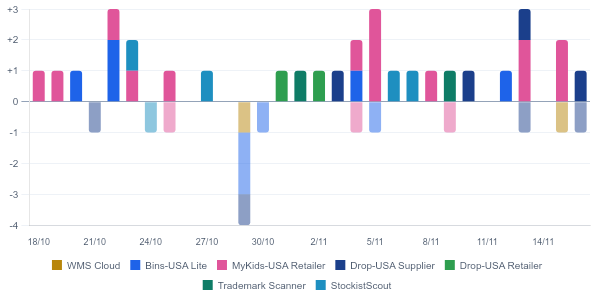 +3
+2
+1
0
-1
-2
-3
-4
18/10 21/10 24/10 27/10 30/10 2/11 5/11 8/11 11/11 14/11
WMS Cloud Bins-USA Lite MyKids-USA Retailer Drop-USA Supplier Drop-USA Retailer
Trademark Scanner StockistScout